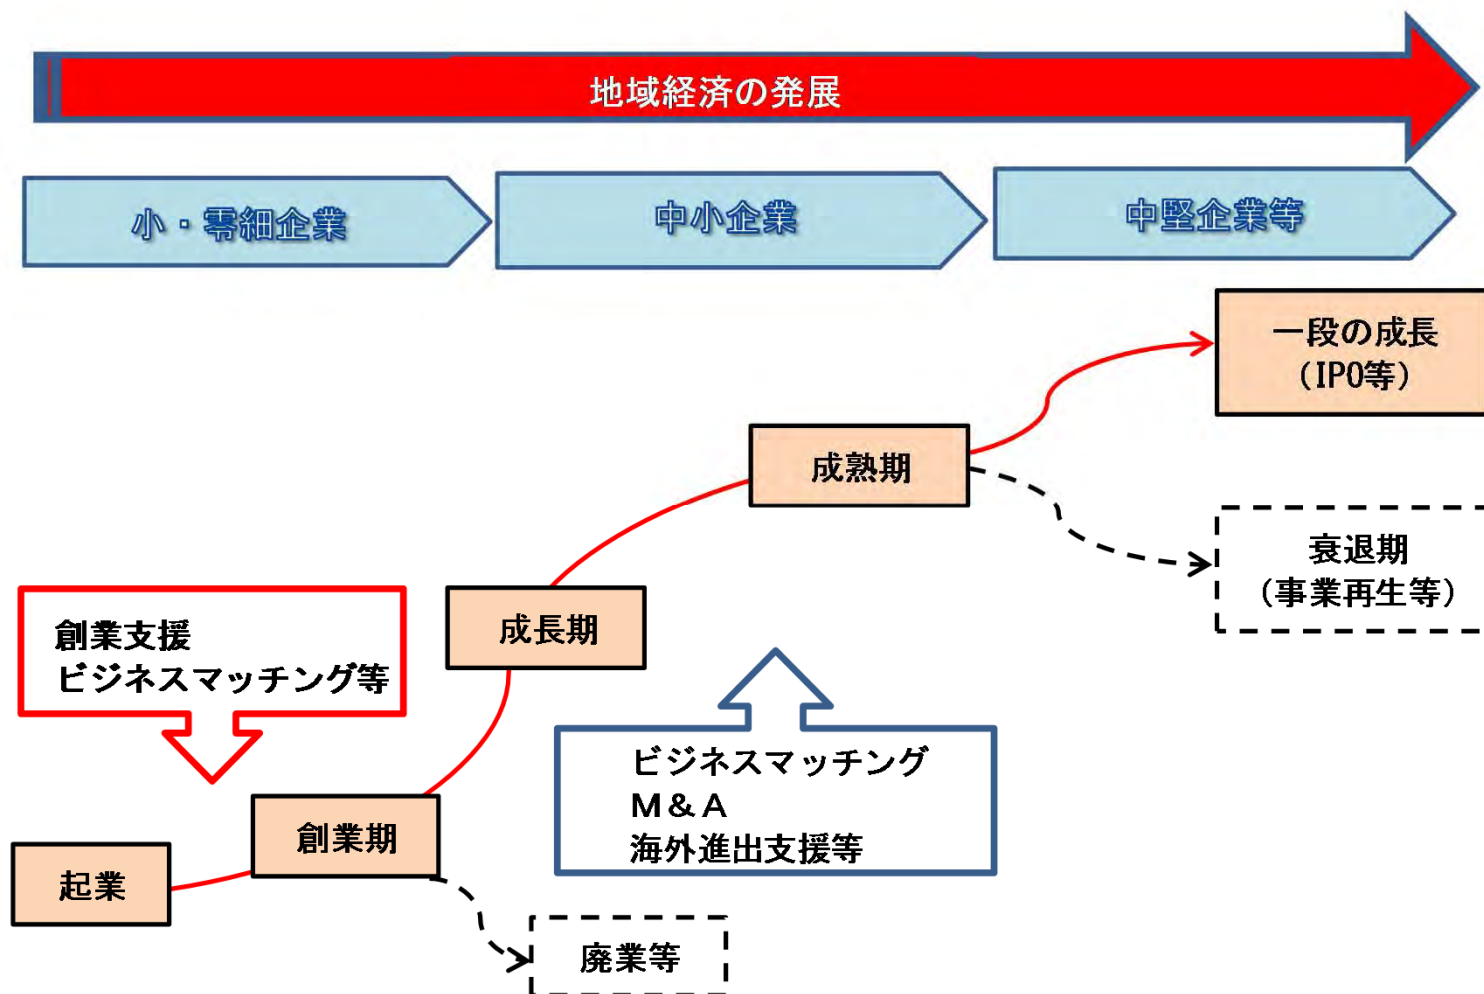 地域経済の発展
小・零細企業
中小企業
中堅企業等
一段の成長
（IPO等）
成熟期
衰退期
（事業再生等）
創業支援
ビジネスマッチング等
成長期
ビジネスマッチング
Ｍ＆Ａ
海外進出支援等
創業期
起業
廃業等